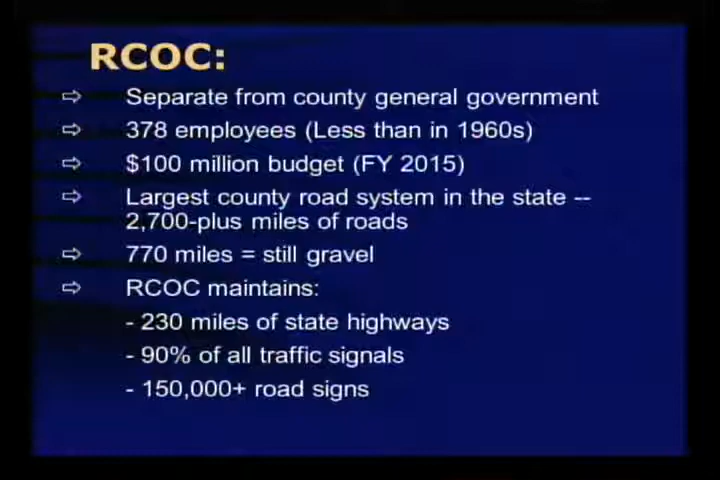 RCOC:
⇨ Separate from county general government
⇨ 378 employees (Less than in 1960s)
⇨ $100 million budget (FY 2015)
⇨ Largest county road system in the state --
2,700-plus miles of roads
⇨ 770 miles = still gravel
⇨ RCOC maintains:
- 230 miles of state highways
- 90% of all traffic signals
- 150,000+ road signs